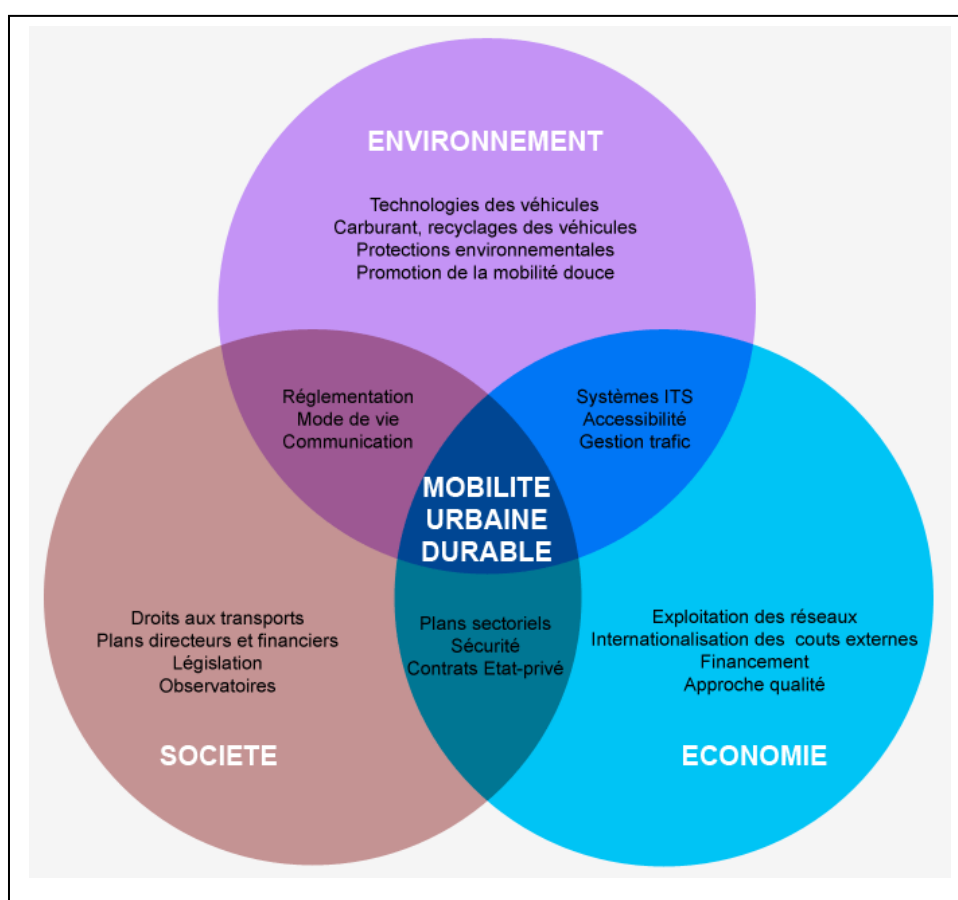 ENVIRONNEMENT
Technologies des véhicules
Carburant, recyclages des véhicules
Protections environnementales
Promotion de la mobilité douce
Réglementation
Mode de vie
Communication
Systèmes ITS
Accessibilité
Gestion trafic
MOBILITE
URBAINE
DURABLE
Droits aux transports
Plans directeurs et financiers
Législation
Observatoires
SOCIETE
Plans sectoriels
Sécurité
Contrats Etat-privé
Exploitation des réseaux
Internationalisation des couts externes
Financement
Approche qualité
ECONOMIE